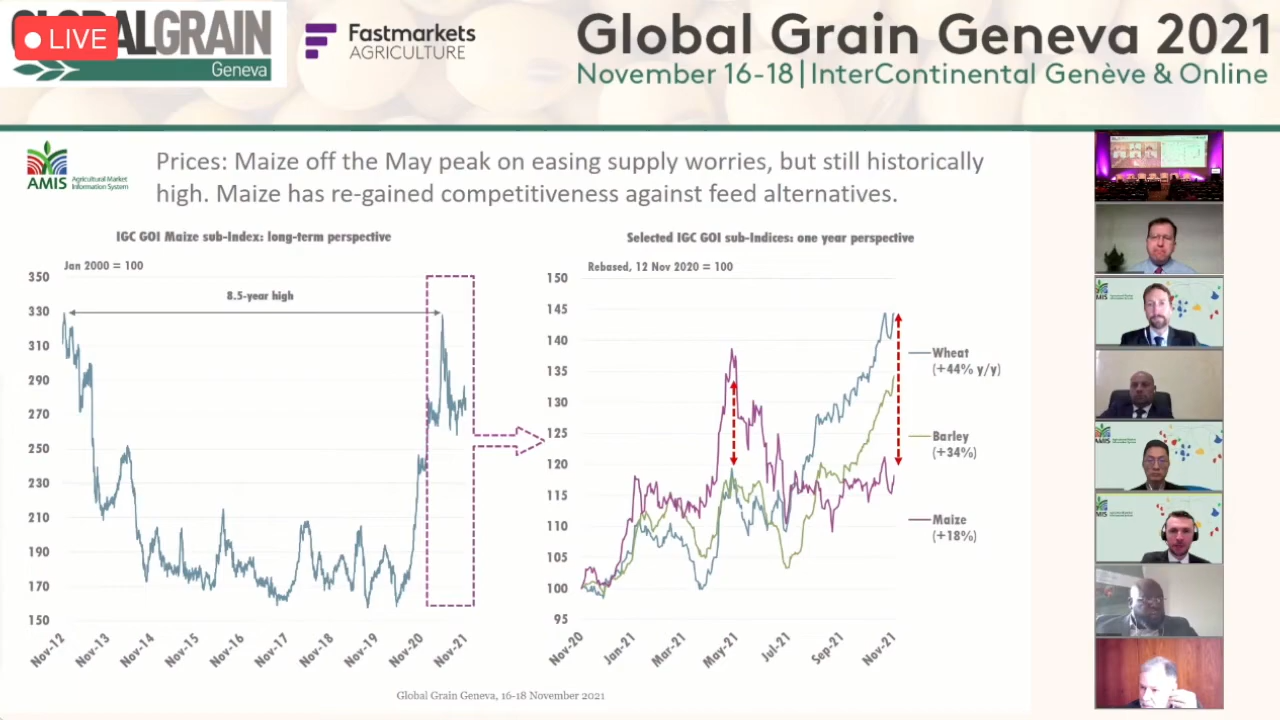 GLOBALGRAIN
LIVE
Geneva
Fastmarkets
AGRICULTURE
Global Grain Geneva 2021
November 16-18|InterContinental Genève & Online
AMIS
Agricultural Market
Information System
Prices: Maize off the May peak on easing supply worries, but still historically
high. Maize has re-gained competitiveness against feed alternatives.
IGC GOI Maize sub-Index: long-term perspective
Jan 2000 = 100
8.5-year high
350
330
310
290
270
250
230
210
190
170
150
Nov-12
Nov-13
Nov-14
Nov-15
Nov-16
Nov-17
Nov-18
Nov-19
Nov-20
Nov-21
Selected IGC GOI sub-Indices: one year perspective
Rebased, 12 Nov 2020 = 100
150
145
140
135
130
125
120
115
110
105
100
95
Nov-20
Jan-21
Mar-21
May-21
Jul-21
Sep-21
Nov-21
Wheat
(+44% y/y)
Barley
(+34%)
Maize
(+18%)
Global Grain Geneva, 16-18 November 2021
AMIS
AMIS
AMIS